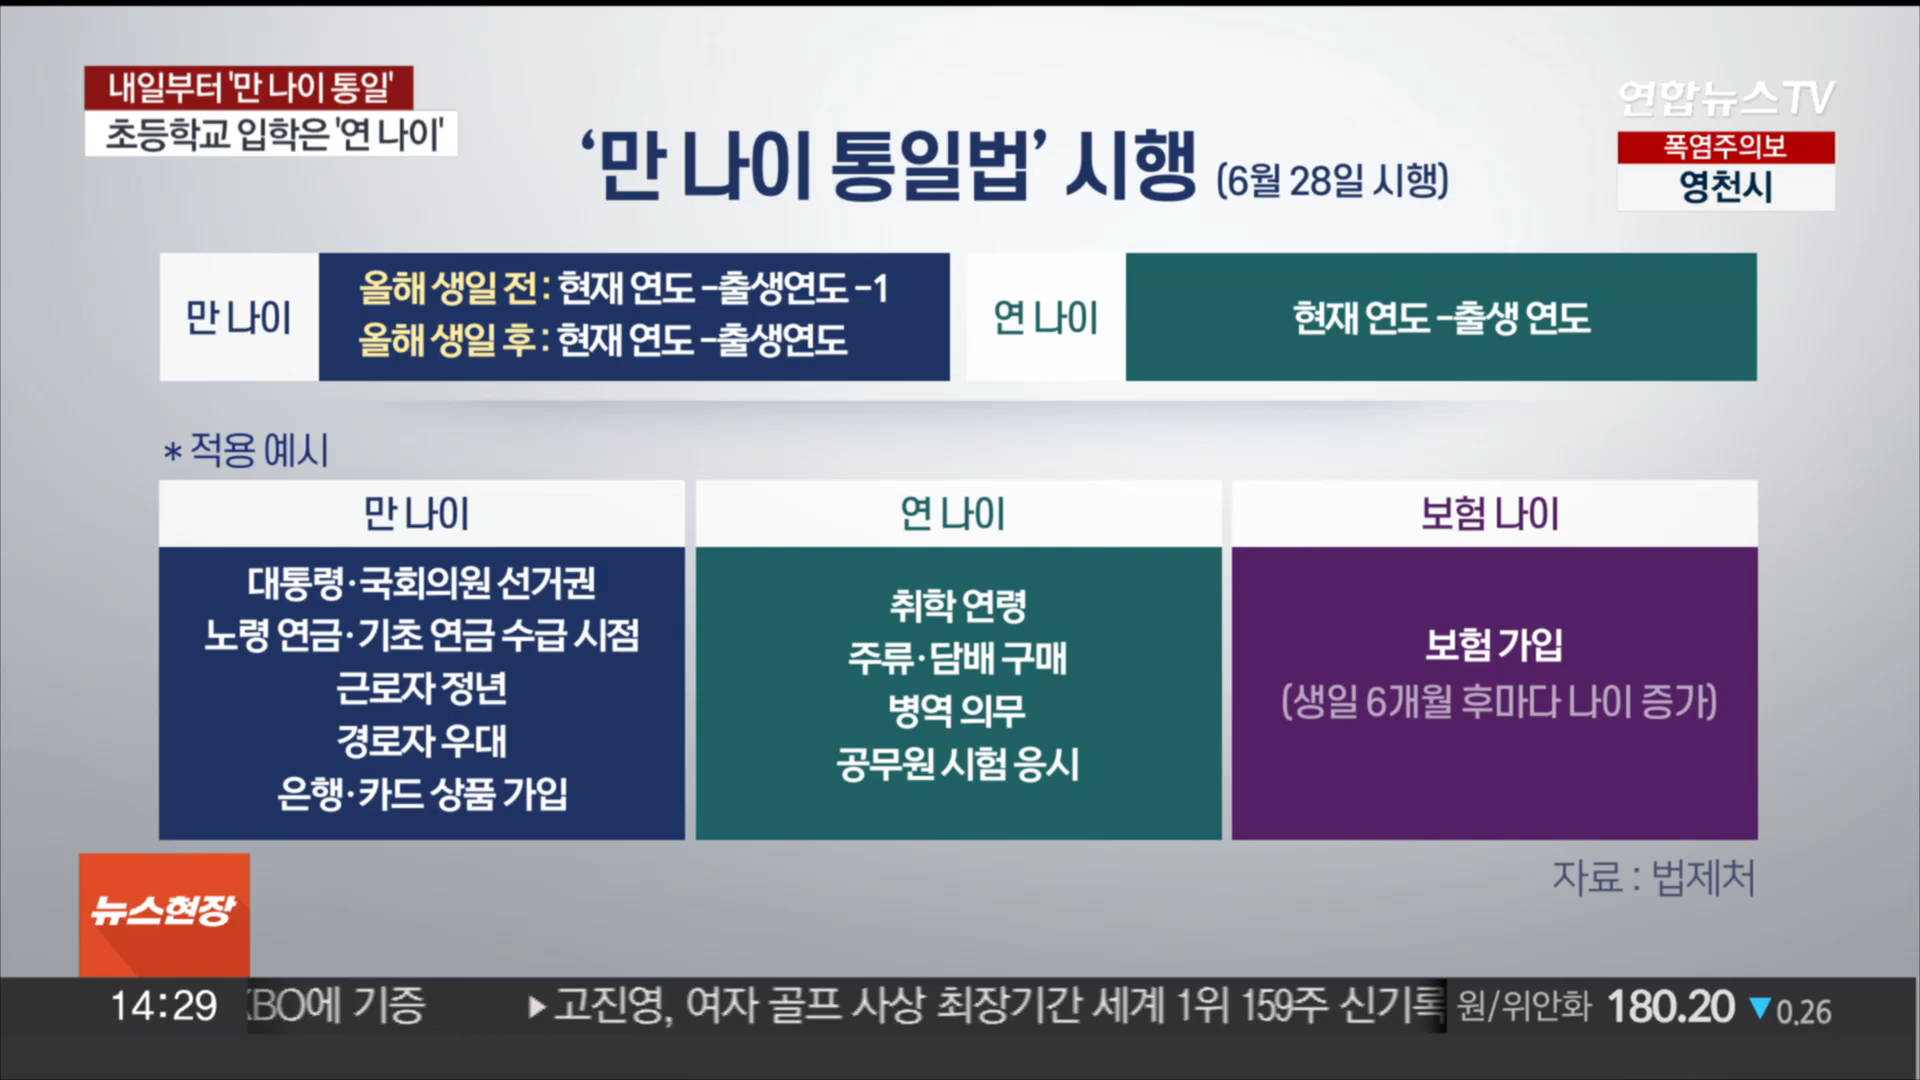 내일부터 '만 나이 통일'
초등학교 입학은 '연 나이'
연합뉴스TV
폭염주의보
영천시
‘만 나이 통일법’ 시행 (6월 28일 시행)
만 나이
올해 생일 전 : 현재 연도 -출생연도 -1
올해 생일 후 : 현재 연도 -출생연도
연 나이
현재 연도 -출생 연도
* 적용 예시
만 나이
대통령·국회의원 선거권
노령 연금·기초 연금 수급 시점
근로자 정년
경로자 우대
은행·카드 상품 가입
연 나이
취학 연령
주류·담배 구매
병역 의무
공무원 시험 응시
보험 나이
보험 가입
(생일 6개월 후마다 나이 증가)
자료 : 법제처
뉴스현장
14:29 KBO에 기증 ▶고진영, 여자 골프 사상 최장기간 세계 1위 159주 신기록 원/위안화 180.20 ▼0.26